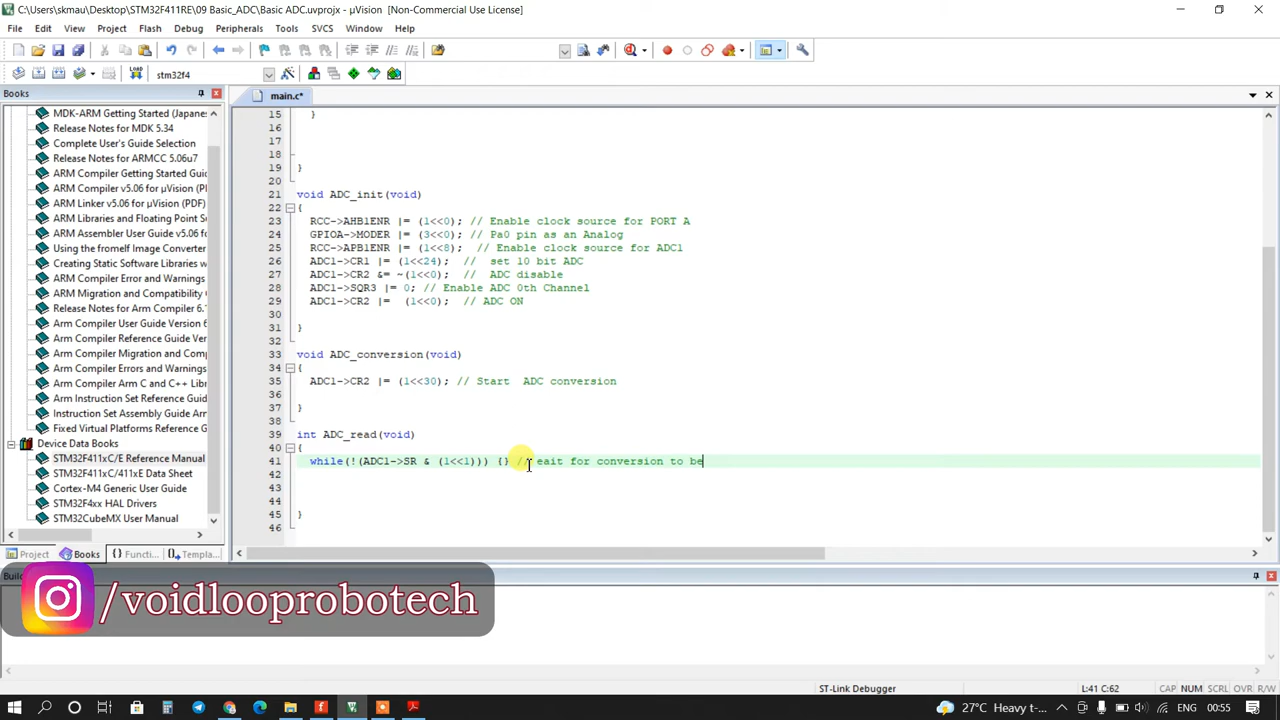 C:\Users\skmau\Desktop\STM32F411RE\09 Basic_ADC\Basic ADC.uvprojx - µVision [Non-Commercial Use License]
File Edit View Project Flash Debug Peripherals Tools SVCS Window Help
LOAD
stm32f4
Books
main.c*
MDK-ARM Getting Started (Japane
Release Notes for MDK 5.34
Complete User's Guide Selection
Release Notes for ARMCC 5.06u7
ARM Compiler Getting Started Guid
ARM Compiler v5.06 for µVision (PD
ARM Linker v5.06 for µVision (PDF)
ARM Libraries and Floating Point Su
ARM Assembler User Guide v5.06 fo
Using the fromelf Image Converter
Creating Static Software Libraries w
ARM Compiler Error and Warnings
ARM Migration and Compatibility G
Release Notes for Arm Compiler 6.1
Arm Compiler User Guide Version 6
Arm Compiler Reference Guide Vers
Arm Compiler Migration and Comp
Arm Compiler Errors and Warnings
Arm Compiler Arm C and C++ Libr
Arm Instruction Set Reference Guid
Instruction Set Assembly Guide Arm
Fixed Virtual Platforms Reference G
Device Data Books
STM32F411xC/E Reference Manual
STM32F411xC/411xE Data Sheet
Cortex-M4 Generic User Guide
STM32F4xx HAL Drivers
STM32CubeMX User Manual
15 }
16
17
18
19 }
20
21 void ADC_init(void)
22 {
23 RCC->AHB1ENR |= (1<<0); // Enable clock source for PORT A
24 GPIOA->MODER |= (3<<0); // Pa0 pin as an Analog
25 RCC->APB1ENR |= (1<<8); // Enable clock source for ADC1
26 ADC1->CR1 |= (1<<24); // set 10 bit ADC
27 ADC1->CR2 &= ~(1<<0); // ADC disable
28 ADC1->SQR3 |= 0; // Enable ADC 0th Channel
29 ADC1->CR2 |= (1<<0); // ADC ON
30
31 }
32
33 void ADC_conversion(void)
34 {
35 ADC1->CR2 |= (1<<30); // Start ADC conversion
36
37 }
38
39 int ADC_read(void)
40 {
41 while(!(ADC1->SR & (1<<1))) {} // eait for conversion to be
42
43
44
45 }
46
Project Books {} Functi... Templa...
/voidlooprobotech
ST-Link Debugger L:41 C:62 CAP NUM SCRL OVR R/W
27°C Heavy t... ENG 00:55